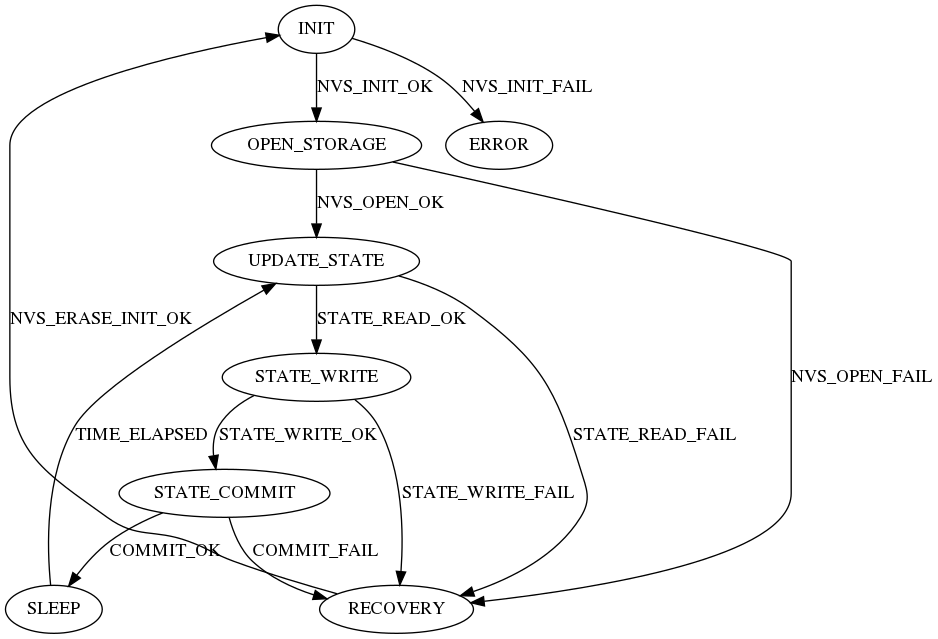 INIT
NVS_INIT_OK
NVS_INIT_FAIL
OPEN_STORAGE
ERROR
NVS_OPEN_OK
UPDATE_STATE
NVS_ERASE_INIT_OK
STATE_READ_OK
STATE_WRITE
NVS_OPEN_FAIL
TIME_ELAPSED
STATE_WRITE_OK
STATE_READ_FAIL
STATE_COMMIT
STATE_WRITE_FAIL
COMMIT_OK
COMMIT_FAIL
SLEEP
RECOVERY